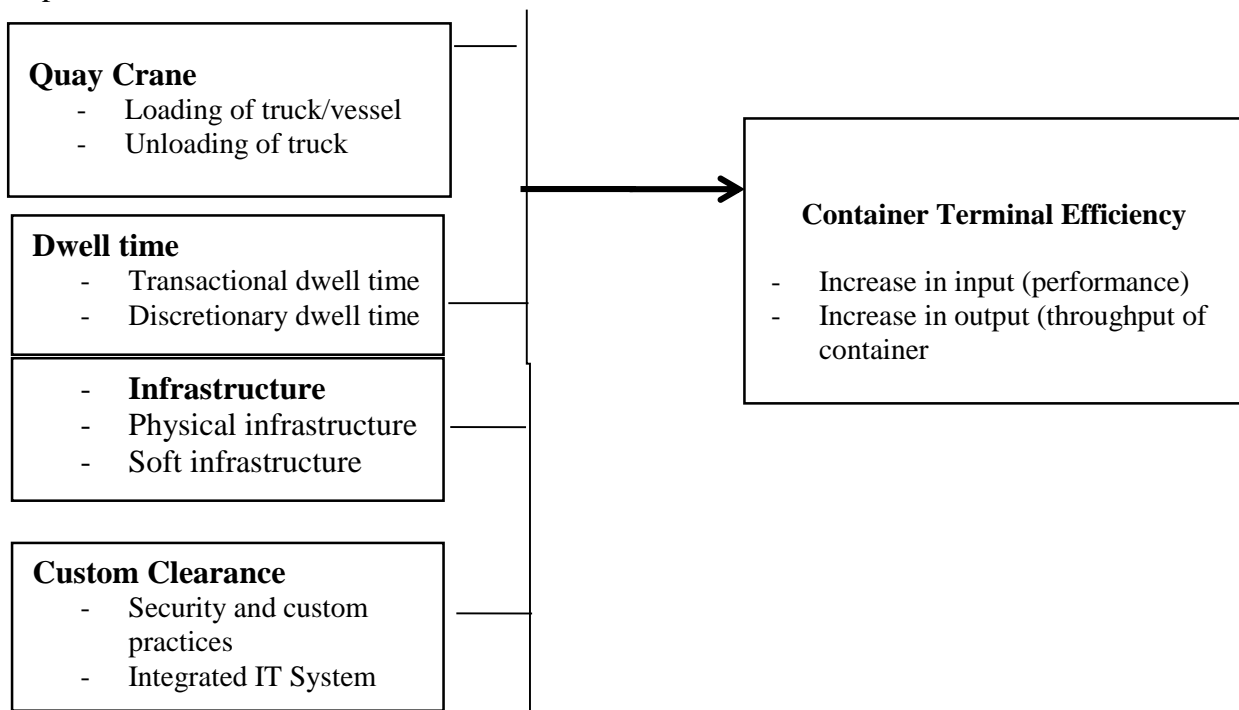 Quay Crane
- Loading of truck/vessel
- Unloading of truck
Dwell time
- Transactional dwell time
- Discretionary dwell time
- Infrastructure
- Physical infrastructure
- Soft infrastructure
Custom Clearance
- Security and custom
practices
- Integrated IT System
Container Terminal Efficiency
- Increase in input (performance)
- Increase in output (throughput of
container